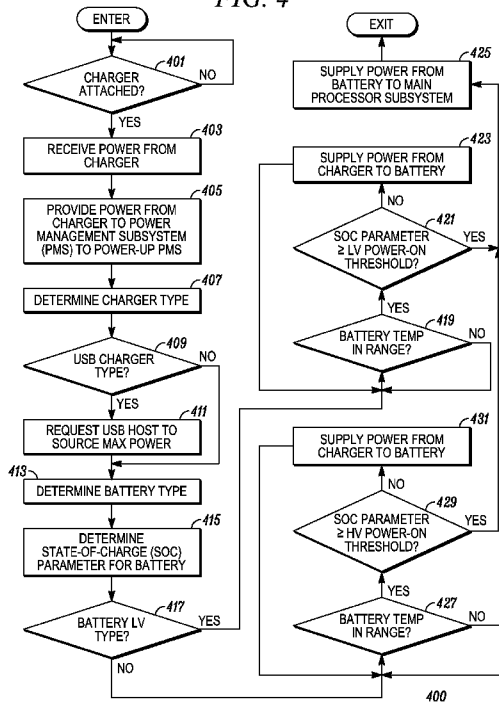 FIG. 4
ENTER
401
CHARGER
ATTACHED?
NO
YES
403
RECEIVE POWER FROM
CHARGER
405
PROVIDE POWER FROM
CHARGER TO POWER
MANAGEMENT SUBSYSTEM
(PMS) TO POWER-UP PMS
407
DETERMINE CHARGER TYPE
409
USB CHARGER
TYPE?
NO
YES
411
REQUEST USB HOST TO
SOURCE MAX POWER
413
DETERMINE BATTERY TYPE
415
DETERMINE
STATE-OF-CHARGE (SOC)
PARAMETER FOR BATTERY
417
BATTERY LV
TYPE?
YES
NO
EXIT
425
SUPPLY POWER FROM
BATTERY TO MAIN
PROCESSOR SUBSYSTEM
423
SUPPLY POWER FROM
CHARGER TO BATTERY
NO
421
SOC PARAMETER
≥ LV POWER-ON
THRESHOLD?
YES
YES
419
BATTERY TEMP
IN RANGE?
NO
431
SUPPLY POWER FROM
CHARGER TO BATTERY
NO
429
SOC PARAMETER
≥ HV POWER-ON
THRESHOLD?
YES
YES
427
BATTERY TEMP
IN RANGE?
NO
400